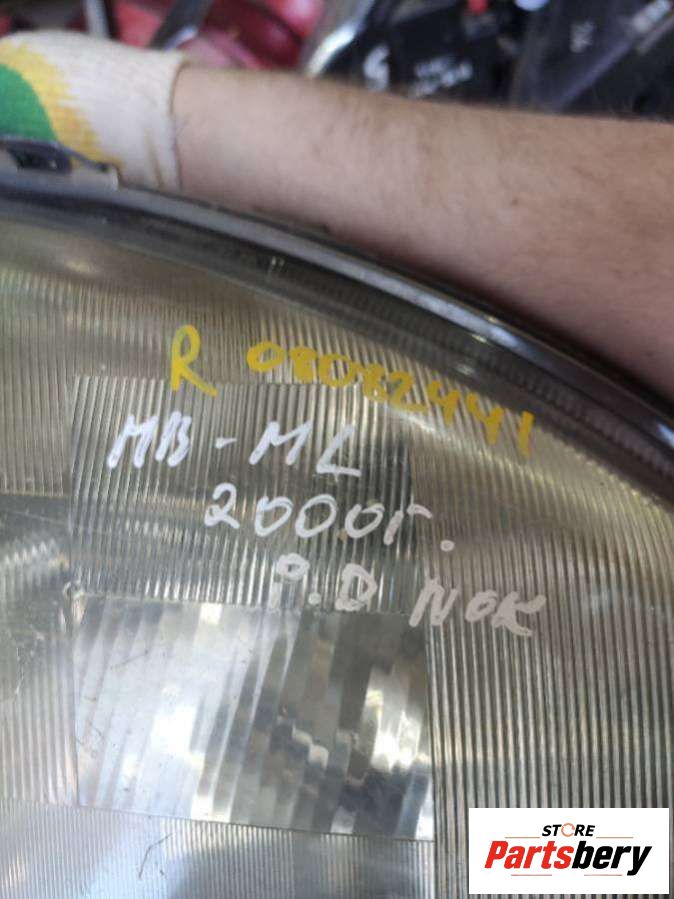 R 08082441
MB-ML
2000г.
P.D NOK
STORE
Partsbery